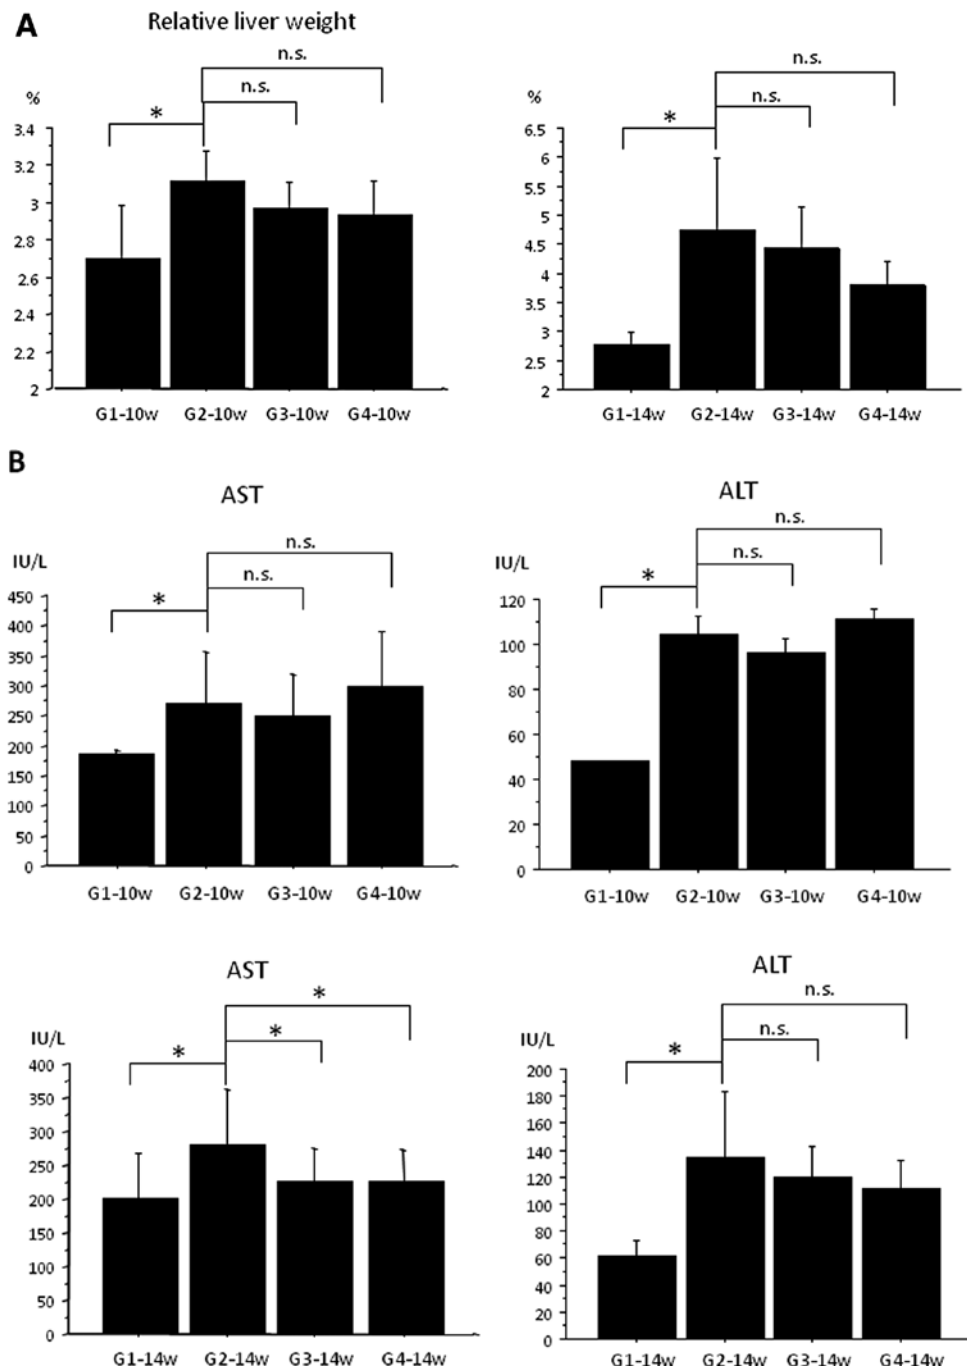 A
Relative liver weight
n.s.
n.s.
*
%
3.4
3.2
3
2.8
2.6
2.4
2.2
2
G1-10w G2-10w G3-10w G4-10w
n.s.
n.s.
*
%
6.5
6
5.5
5
4.5
4
3.5
3
2.5
2
G1-14w G2-14w G3-14w G4-14w
B
AST
n.s.
n.s.
*
IU/L
450
400
350
300
250
200
150
100
50
0
G1-10w G2-10w G3-10w G4-10w
ALT
n.s.
n.s.
*
IU/L
120
100
80
60
40
20
0
G1-10w G2-10w G3-10w G4-10w
AST
*
*
*
IU/L
400
350
300
250
200
150
100
50
0
G1-14w G2-14w G3-14w G4-14w
ALT
n.s.
n.s.
*
IU/L
200
180
160
140
120
100
80
60
40
20
0
G1-14w G2-14w G3-14w G4-14w